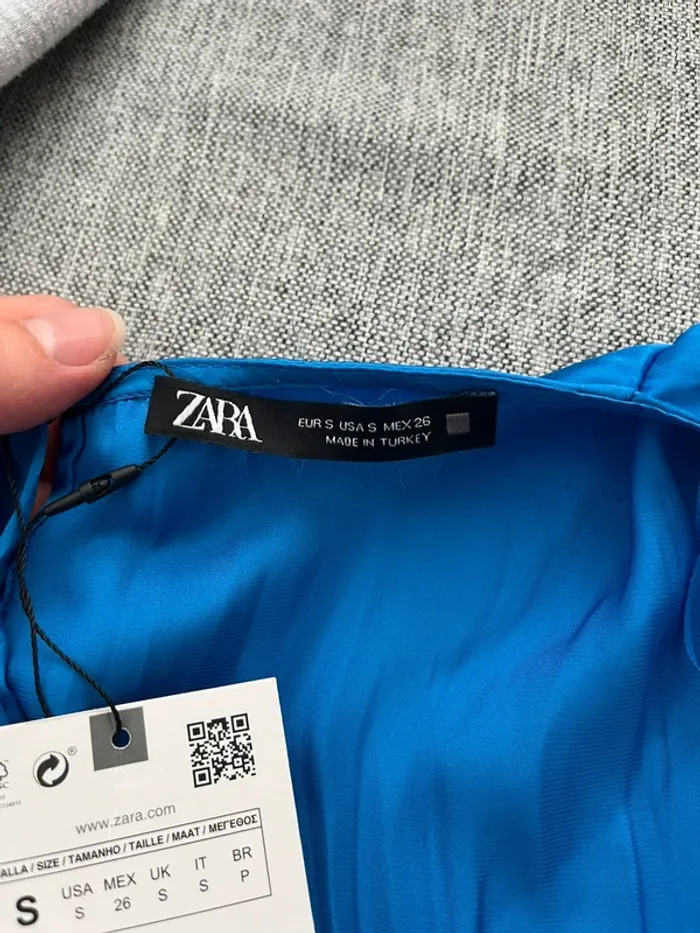 ZARA
EUR S USA S MEX 26
MADE IN TURKEY
®
www.zara.com
ALLA / SIZE / TAMANHO / TAILLE / MAAT / ΜΕΓΕΘΟΣ
S
USA MEX UK IT BR
S 26 S S P